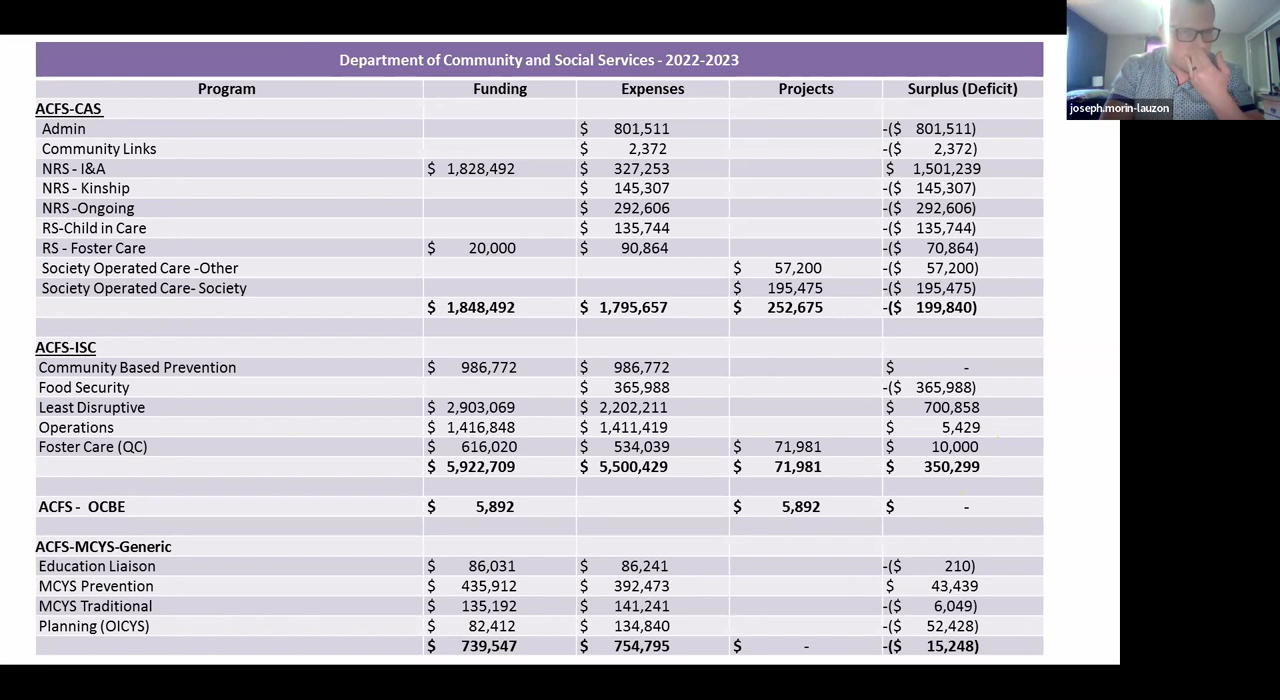 Department of Community and Social Services - 2022-2023
Program Funding Expenses Projects Surplus (Deficit)
ACFS-CAS
Admin $ 801,511 -($ 801,511)
Community Links $ 2,372 -($ 2,372)
NRS - I&A $ 1,828,492 $ 327,253 $ 1,501,239
NRS - Kinship $ 145,307 -($ 145,307)
NRS -Ongoing $ 292,606 -($ 292,606)
RS-Child in Care $ 135,744 -($ 135,744)
RS - Foster Care $ 20,000 $ 90,864 -($ 70,864)
Society Operated Care -Other $ 57,200 -($ 57,200)
Society Operated Care- Society $ 195,475 -($ 195,475)
$ 1,848,492 $ 1,795,657 $ 252,675 -($ 199,840)
ACFS-ISC
Community Based Prevention $ 986,772 $ 986,772 $ -
Food Security $ 365,988 -($ 365,988)
Least Disruptive $ 2,903,069 $ 2,202,211 $ 700,858
Operations $ 1,416,848 $ 1,411,419 $ 5,429
Foster Care (QC) $ 616,020 $ 534,039 $ 71,981 $ 10,000
$ 5,922,709 $ 5,500,429 $ 71,981 $ 350,299
ACFS - OCBE $ 5,892 $ 5,892 $ -
ACFS-MCYS-Generic
Education Liaison $ 86,031 $ 86,241 -($ 210)
MCYS Prevention $ 435,912 $ 392,473 $ 43,439
MCYS Traditional $ 135,192 $ 141,241 -($ 6,049)
Planning (OICYS) $ 82,412 $ 134,840 -($ 52,428)
$ 739,547 $ 754,795 $ - -($ 15,248)
joseph.morin-lauzon